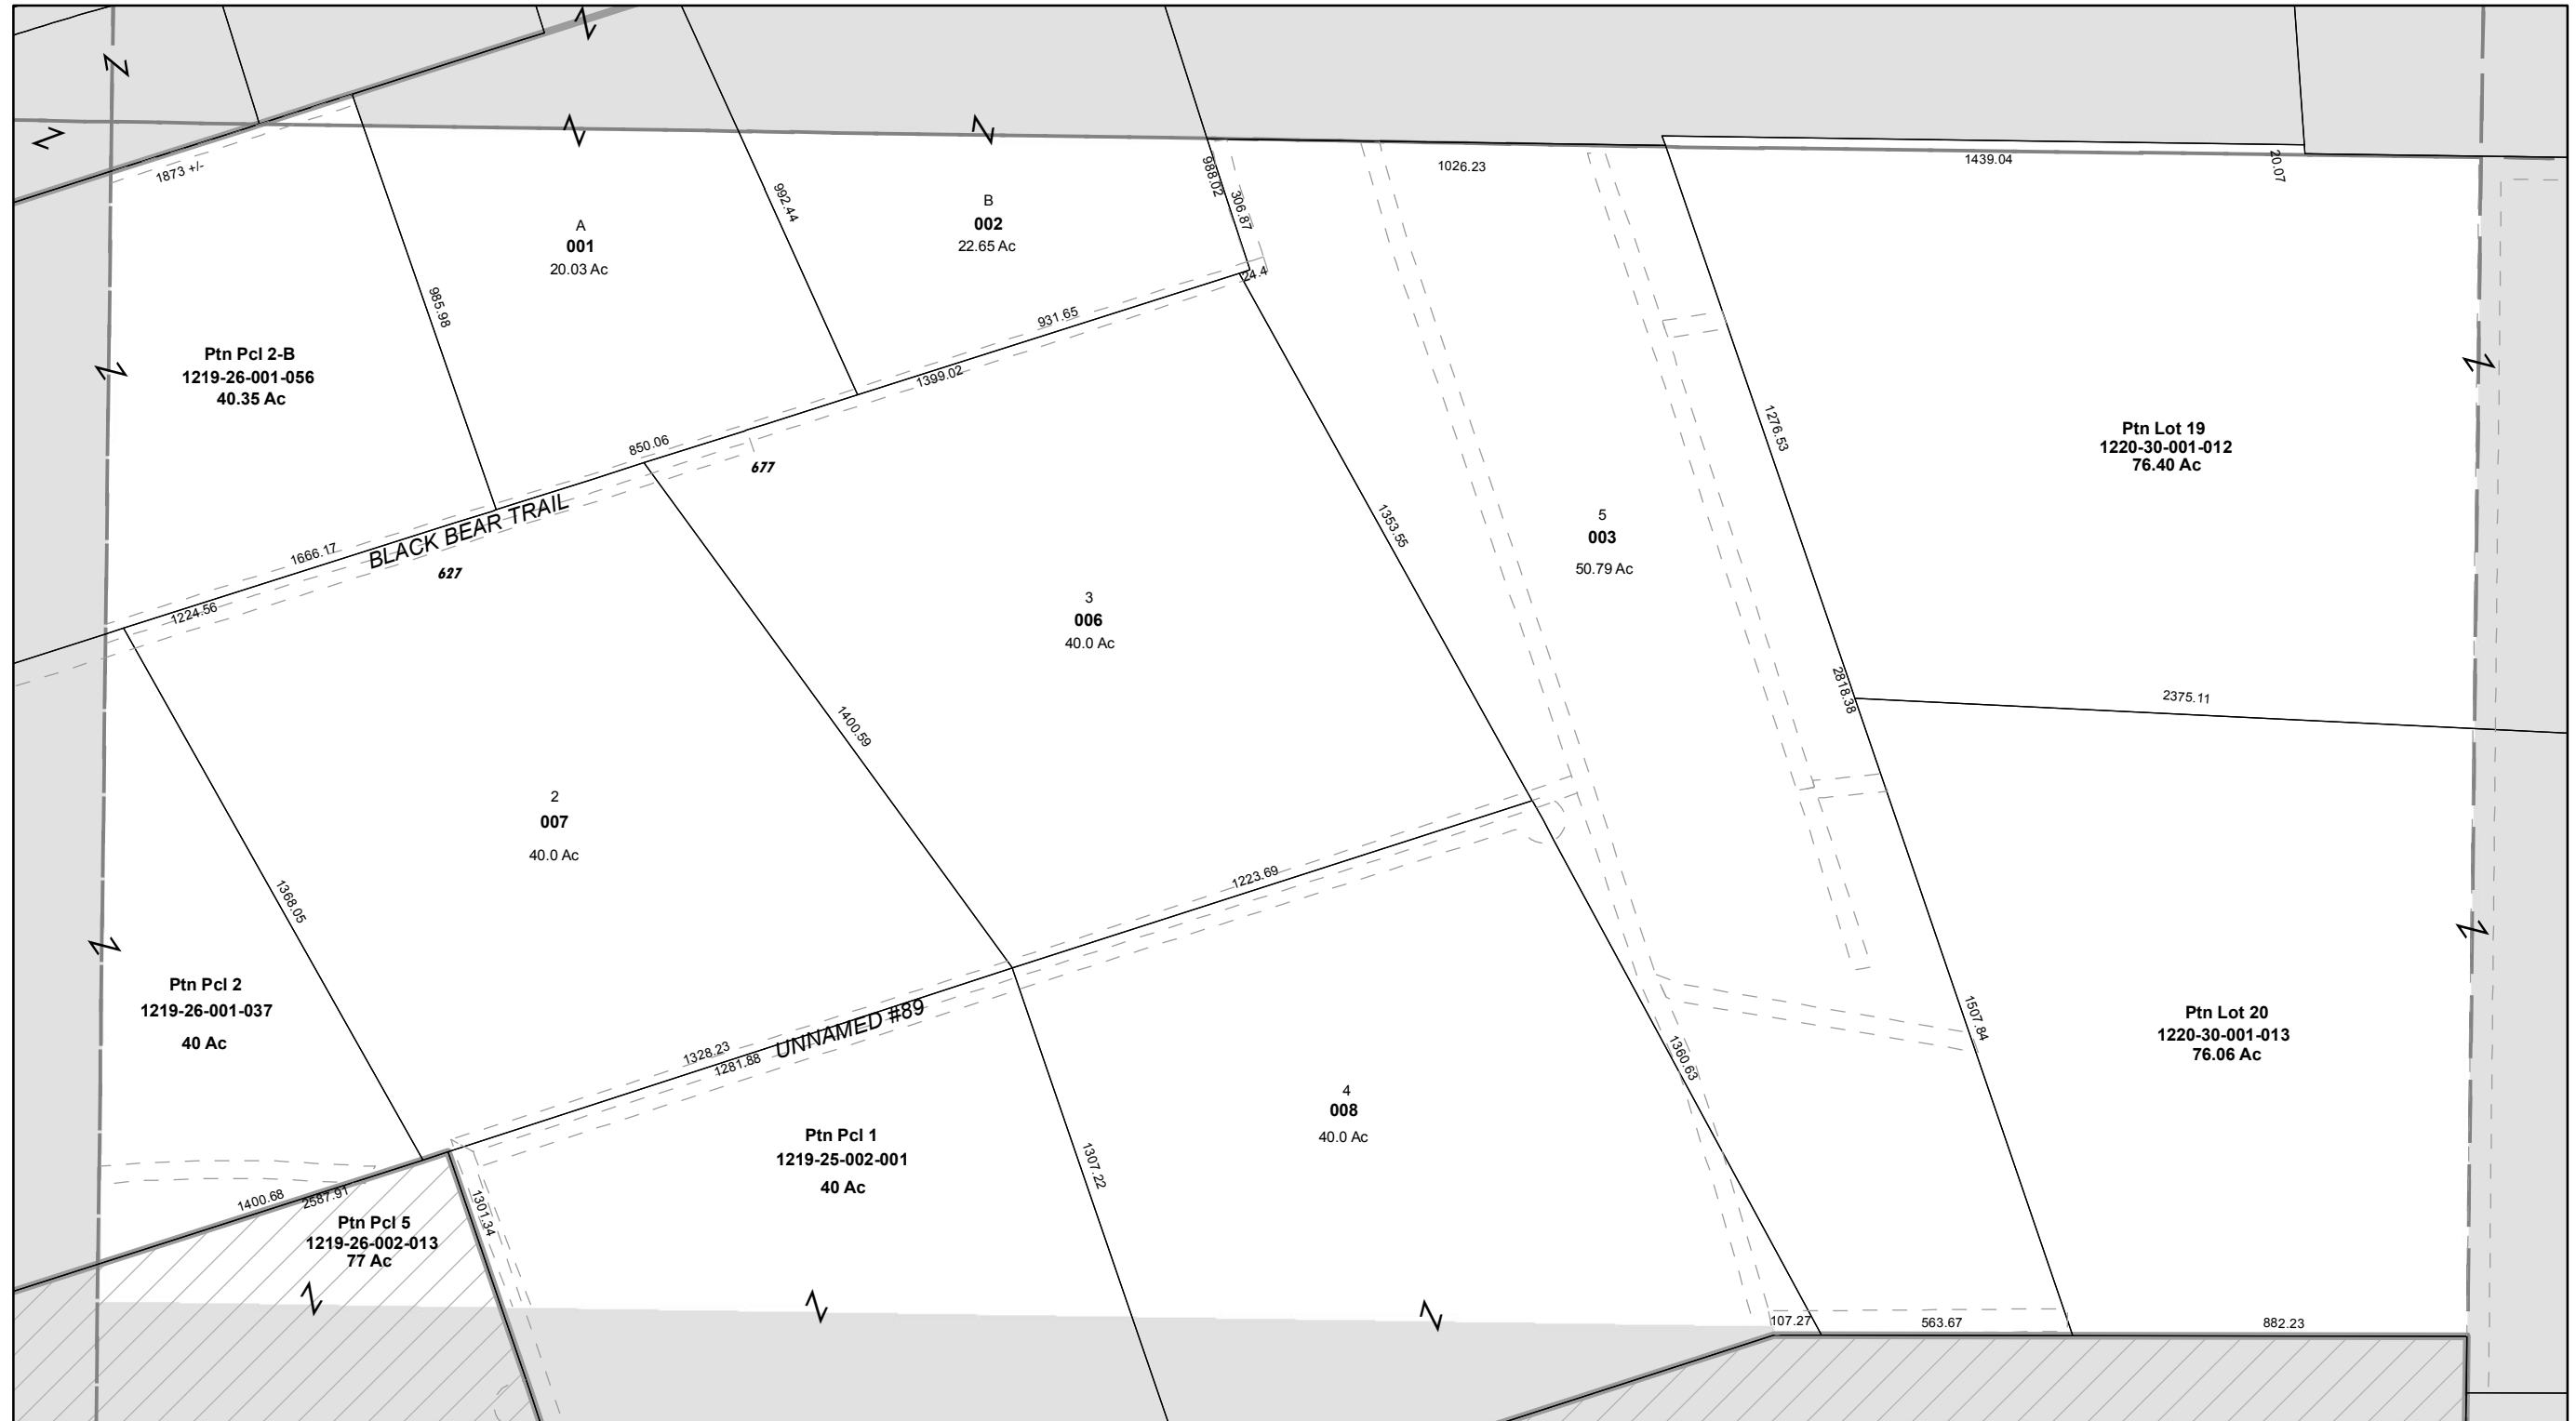 1873 +/-
1026.23
1439.04
20.07
988.02
306.87
992.44
A
001
20.03 Ac
B
002
22.65 Ac
24.4
985.98
931.65
1399.02
Ptn Pcl 2-B
1219-26-001-056
40.35 Ac
850.06
677
BLACK BEAR TRAIL
1666.17
627
1224.56
1276.53
Ptn Lot 19
1220-30-001-012
76.40 Ac
1353.55
5
003
50.79 Ac
3
006
40.0 Ac
2818.38
2375.11
1400.59
2
007
40.0 Ac
1368.05
1223.69
Ptn Pcl 2
1219-26-001-037
40 Ac
UNNAMED #89
1328.23
1281.88
1507.84
Ptn Lot 20
1220-30-001-013
76.06 Ac
1360.63
4
008
40.0 Ac
Ptn Pcl 1
1219-25-002-001
40 Ac
1307.22
1400.68
2587.91
1301.34
Ptn Pcl 5
1219-26-002-013
77 Ac
107.27
563.67
882.23